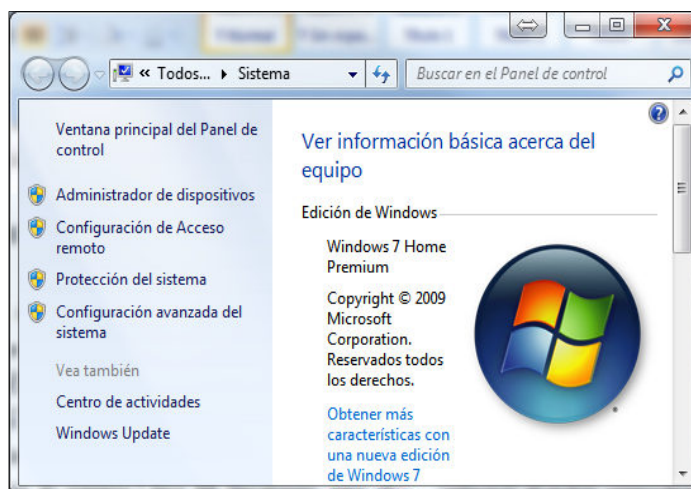 « Todos... ▸ Sistema
Buscar en el Panel de control
Ventana principal del Panel de
control
Administrador de dispositivos
Configuración de Acceso
remoto
Protección del sistema
Configuración avanzada del
sistema
Vea también
Centro de actividades
Windows Update
Ver información básica acerca del
equipo
Edición de Windows
Windows 7 Home
Premium
Copyright © 2009
Microsoft
Corporation.
Reservados todos
los derechos.
Obtener más
características con
una nueva edición
de Windows 7